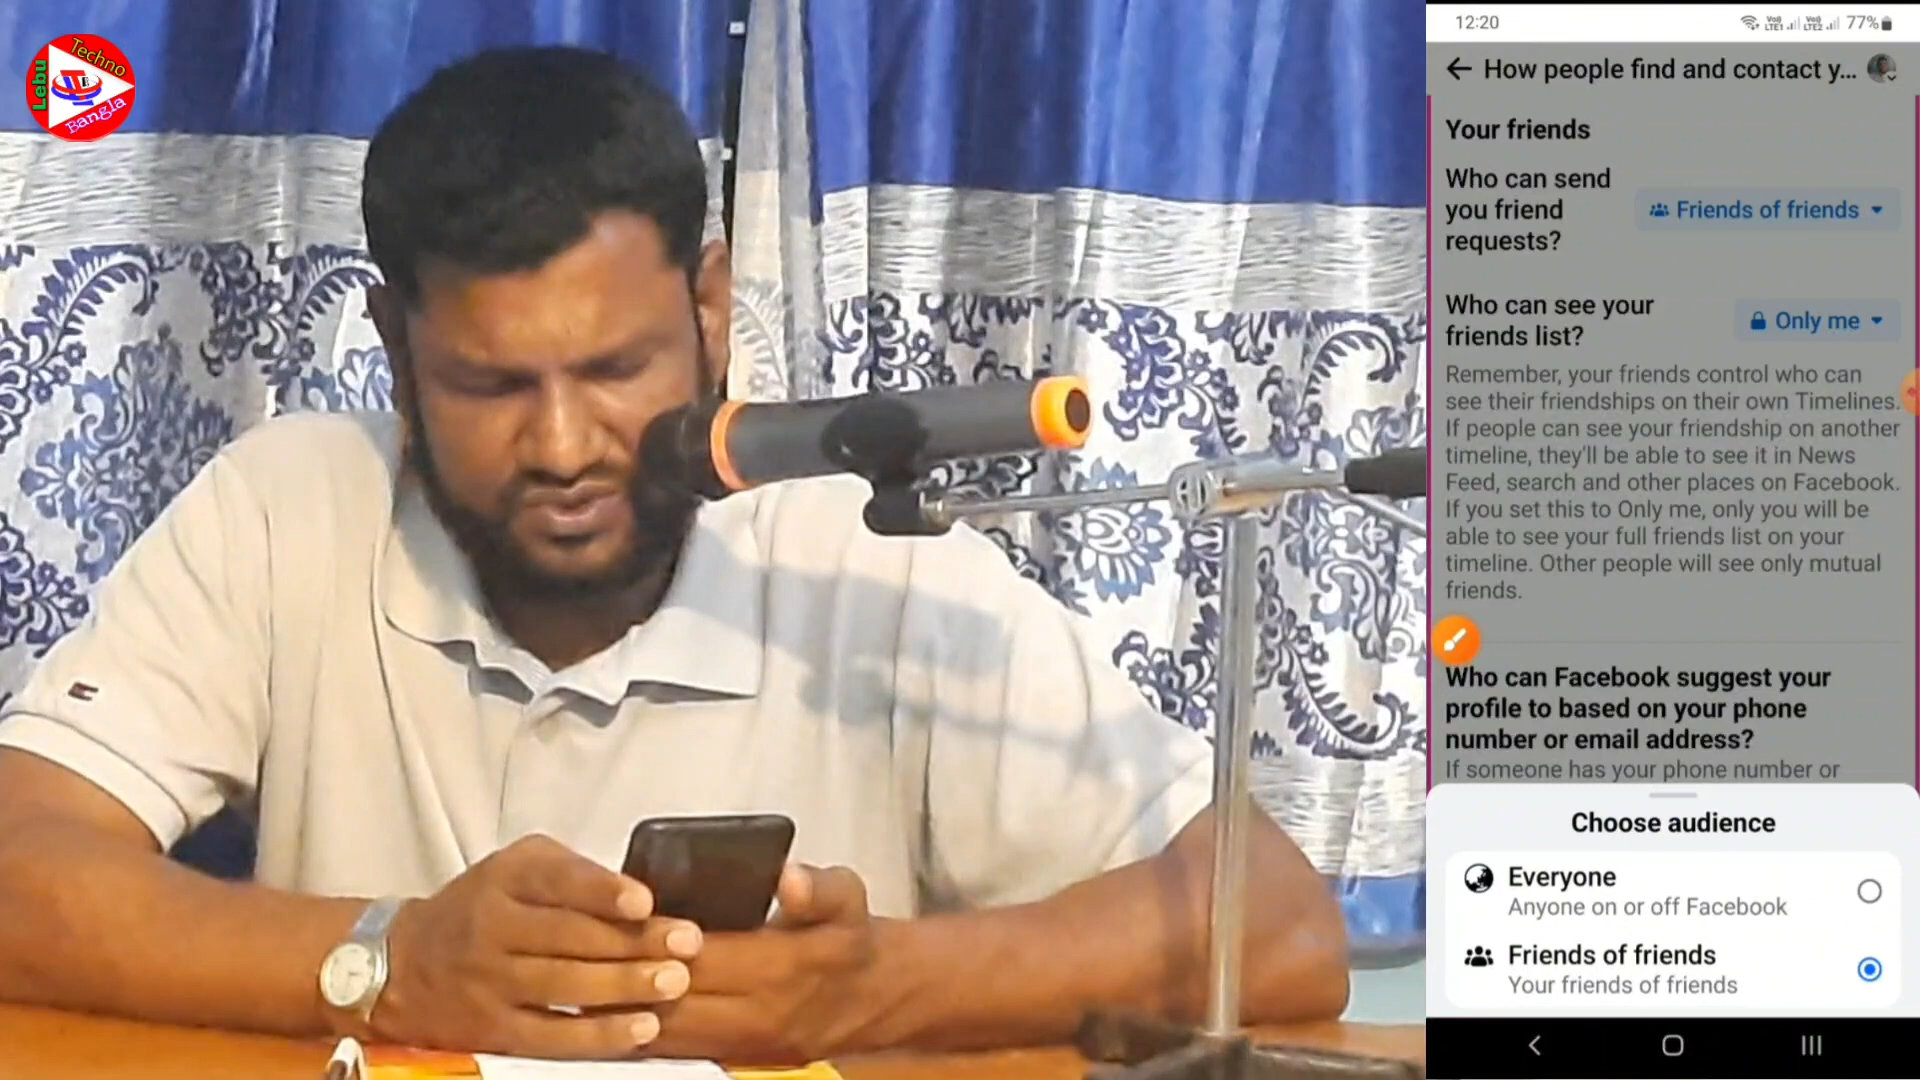 Lebu
Techno
Bangla
12:20
77%
How people find and contact y...
Your friends
Who can send
you friend
requests?
Friends of friends
Who can see your
friends list?
Only me
Remember, your friends control who can
see their friendships on their own Timelines.
If people can see your friendship on another
timeline, they'll be able to see it in News
Feed, search and other places on Facebook.
If you set this to Only me, only you will be
able to see your full friends list on your
timeline. Other people will see only mutual
friends.
Who can Facebook suggest your
profile to based on your phone
number or email address?
If someone has your phone number or
Choose audience
Everyone
Anyone on or off Facebook
Friends of friends
Your friends of friends